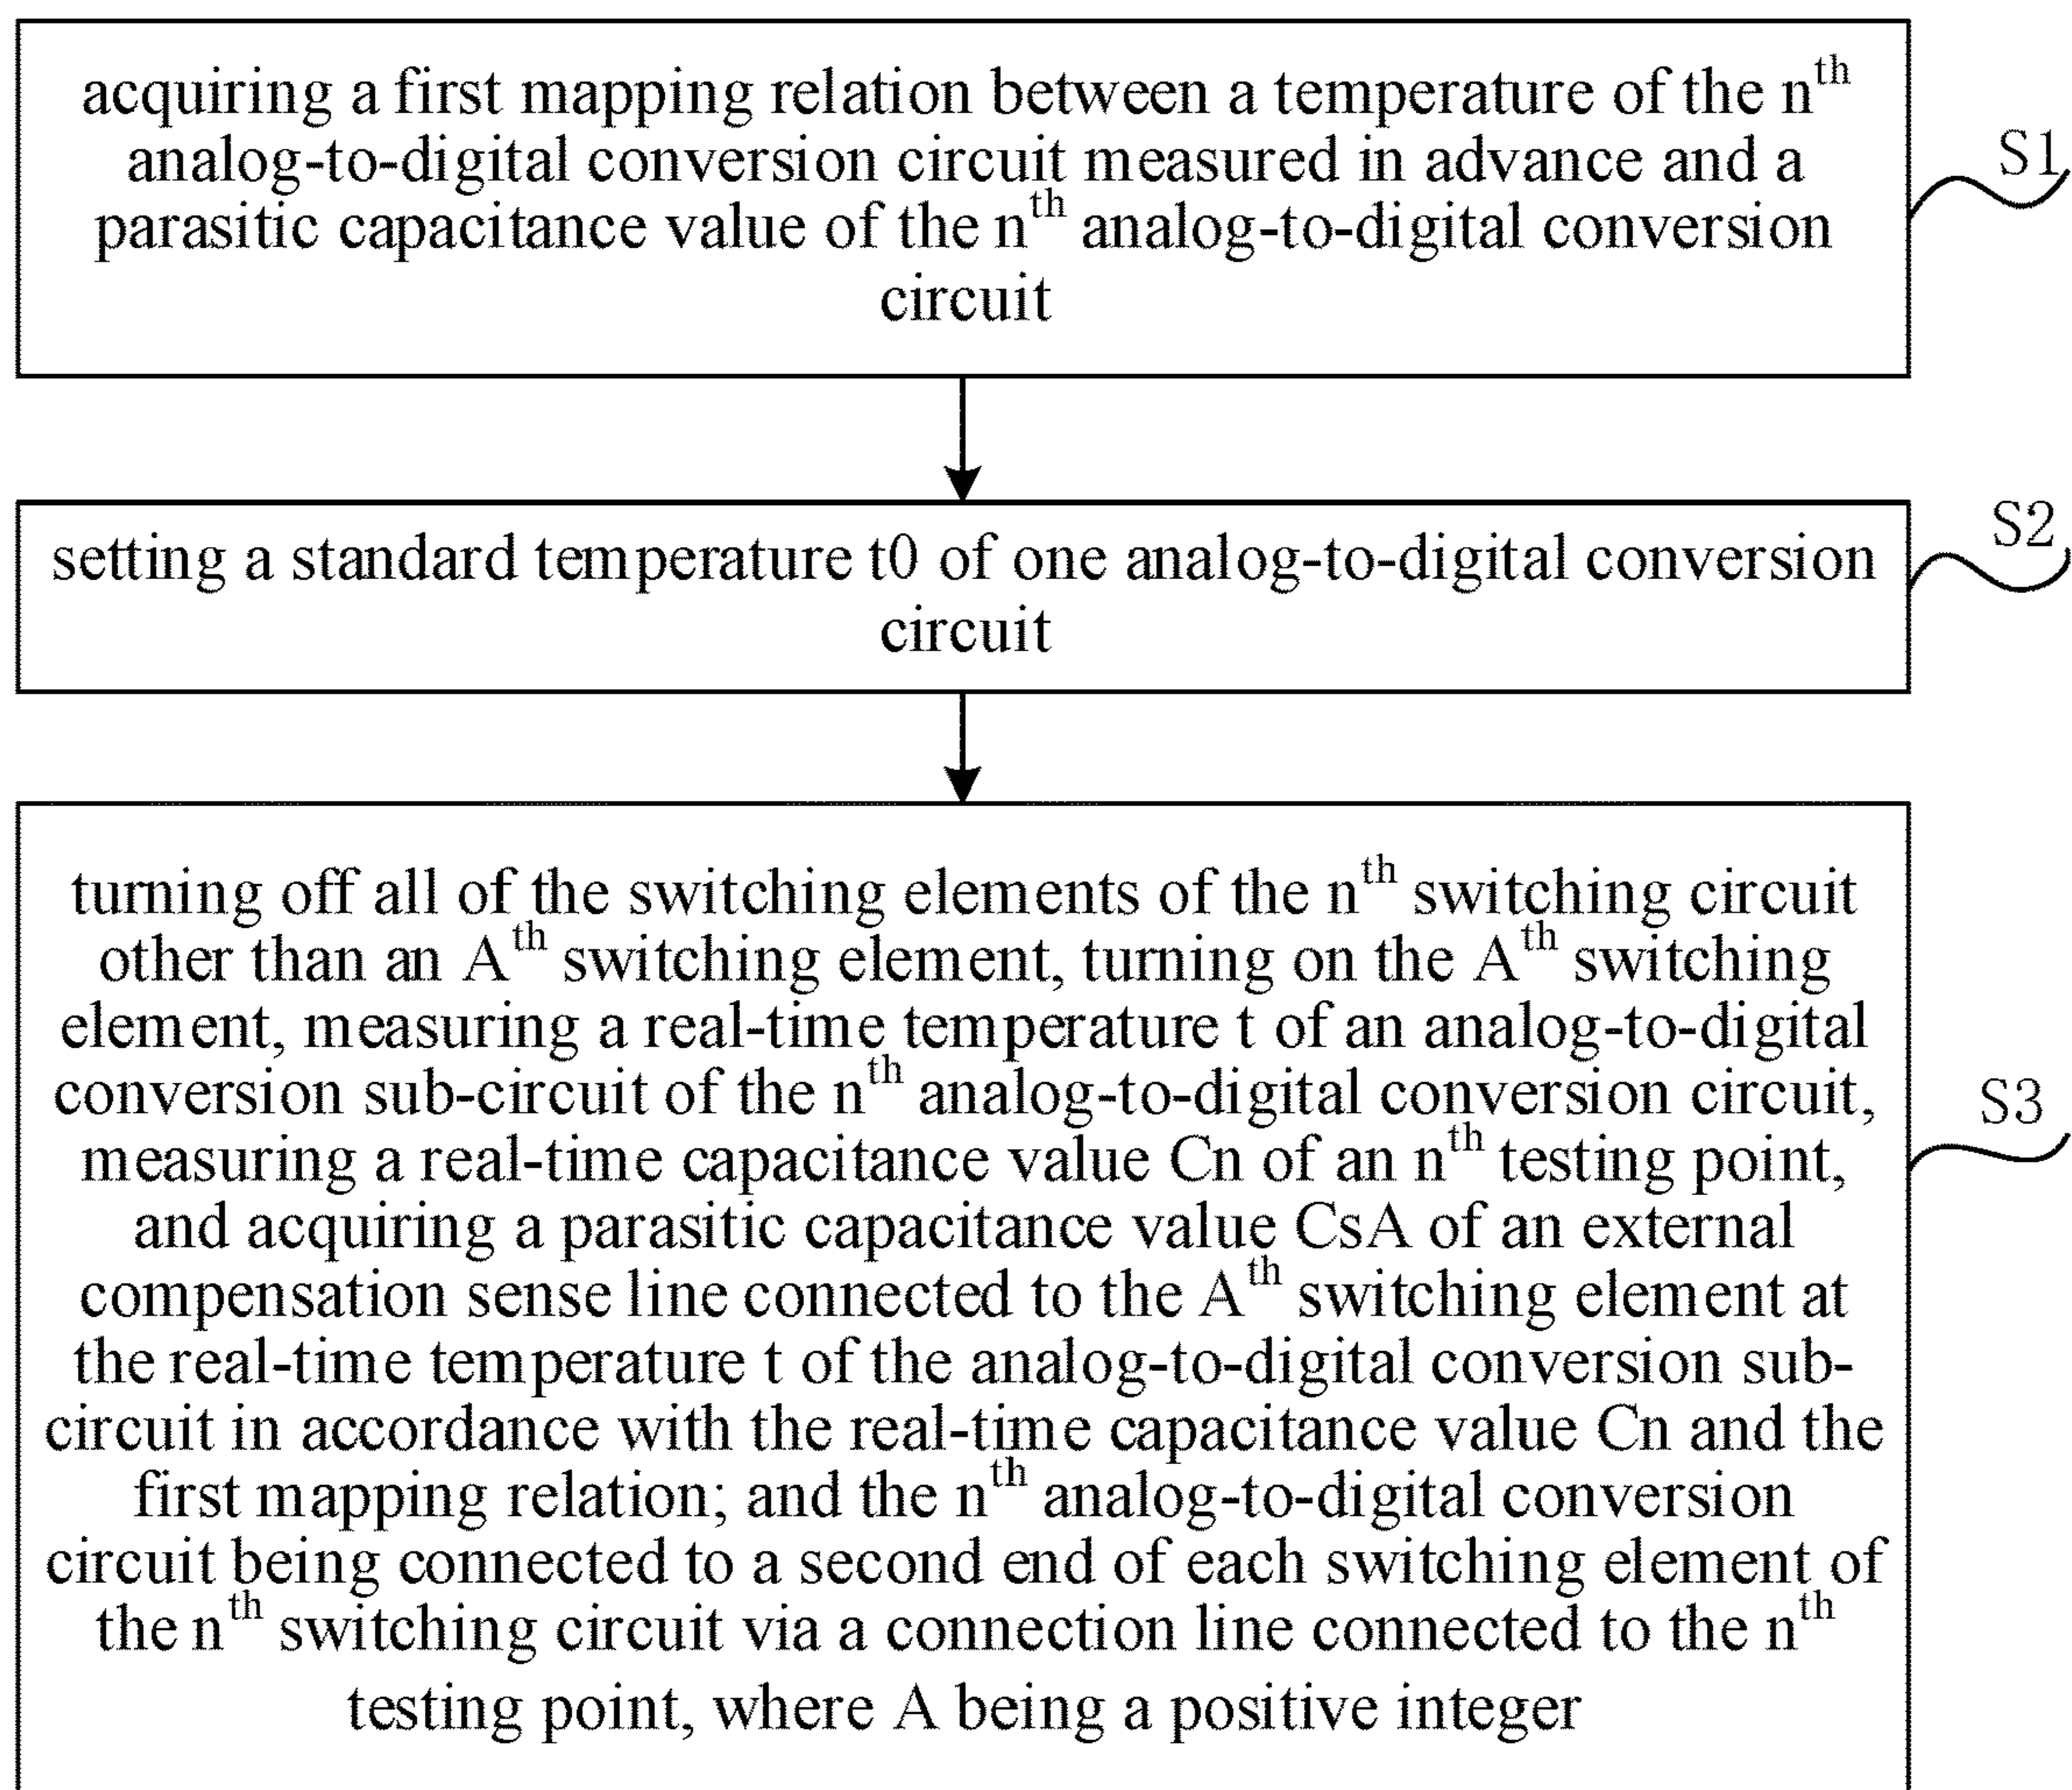 acquiring a first mapping relation between a temperature of the nth
analog-to-digital conversion circuit measured in advance and a
parasitic capacitance value of the nth analog-to-digital conversion
circuit
S1
setting a standard temperature t0 of one analog-to-digital conversion
circuit
S2
turning off all of the switching elements of the nth switching circuit
other than an Ath switching element, turning on the Ath switching
element, measuring a real-time temperature t of an analog-to-digital
conversion sub-circuit of the nth analog-to-digital conversion circuit,
measuring a real-time capacitance value Cn of an nth testing point,
and acquiring a parasitic capacitance value CsA of an external
compensation sense line connected to the Ath switching element at
the real-time temperature t of the analog-to-digital conversion sub-
circuit in accordance with the real-time capacitance value Cn and the
first mapping relation; and the nth analog-to-digital conversion
circuit being connected to a second end of each switching element of
the nth switching circuit via a connection line connected to the nth
testing point, where A being a positive integer
S3